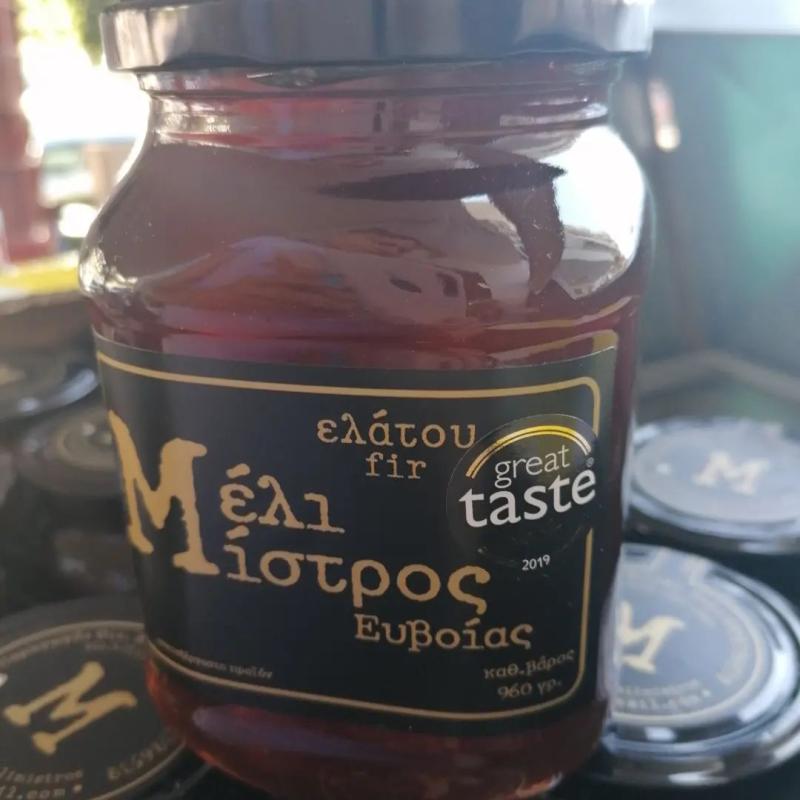 ελάτου
fir
Μέλι
Μίστρος
Ευβοίας
great
taste®
2019
καθ.βάρος
960 γρ.
M
M
M